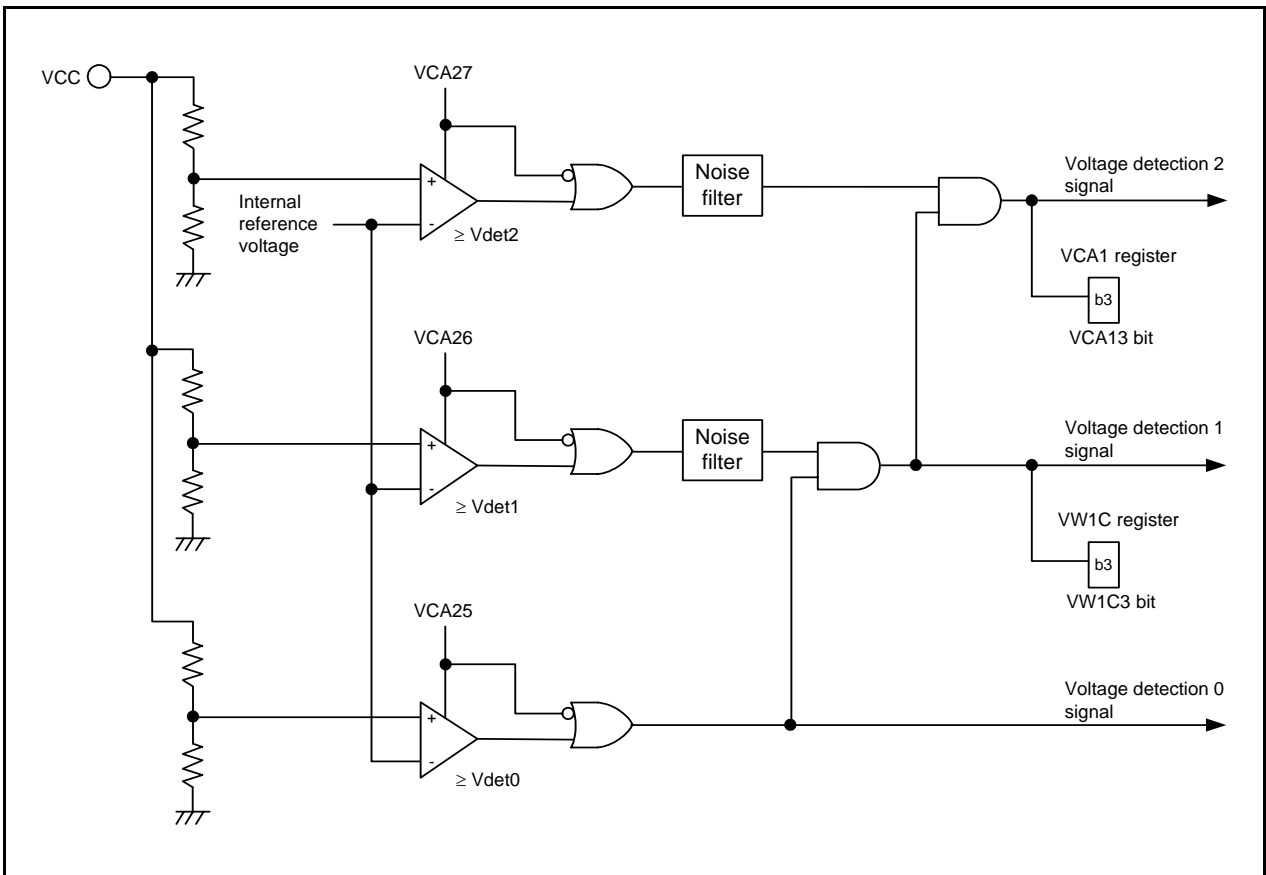 VCC
VCA27
+
-
≥ Vdet2
Internal
reference
voltage
Noise
filter
Voltage detection 2
signal
VCA1 register
b3
VCA13 bit
VCA26
+
-
≥ Vdet1
Noise
filter
Voltage detection 1
signal
VW1C register
b3
VW1C3 bit
VCA25
+
-
≥ Vdet0
Voltage detection 0
signal